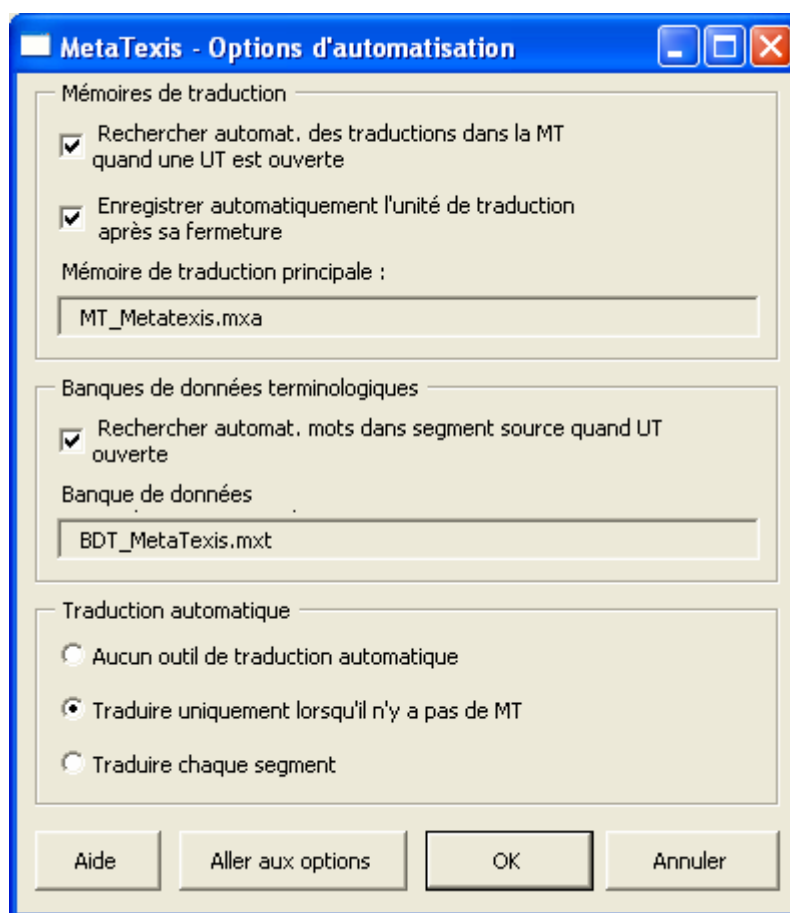 MetaTexis - Options d'automatisation
Mémoires de traduction
Rechercher automat. des traductions dans la MT
quand une UT est ouverte
Enregistrer automatiquement l'unité de traduction
après sa fermeture
Mémoire de traduction principale :
MT_Metatexis.mxa
Banques de données terminologiques
Rechercher automat. mots dans segment source quand UT
ouverte
Banque de données
BDT_MetaTexis.mxt
Traduction automatique
Aucun outil de traduction automatique
Traduire uniquement lorsqu'il n'y a pas de MT
Traduire chaque segment
Aide
Aller aux options
OK
Annuler